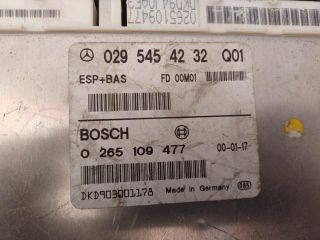 0265109477
029 545 42 32 Q01
ESP+BAS FD 00M01
BOSCH
0 265 109 477 00-01-17
DKD903001178 Made in Germany